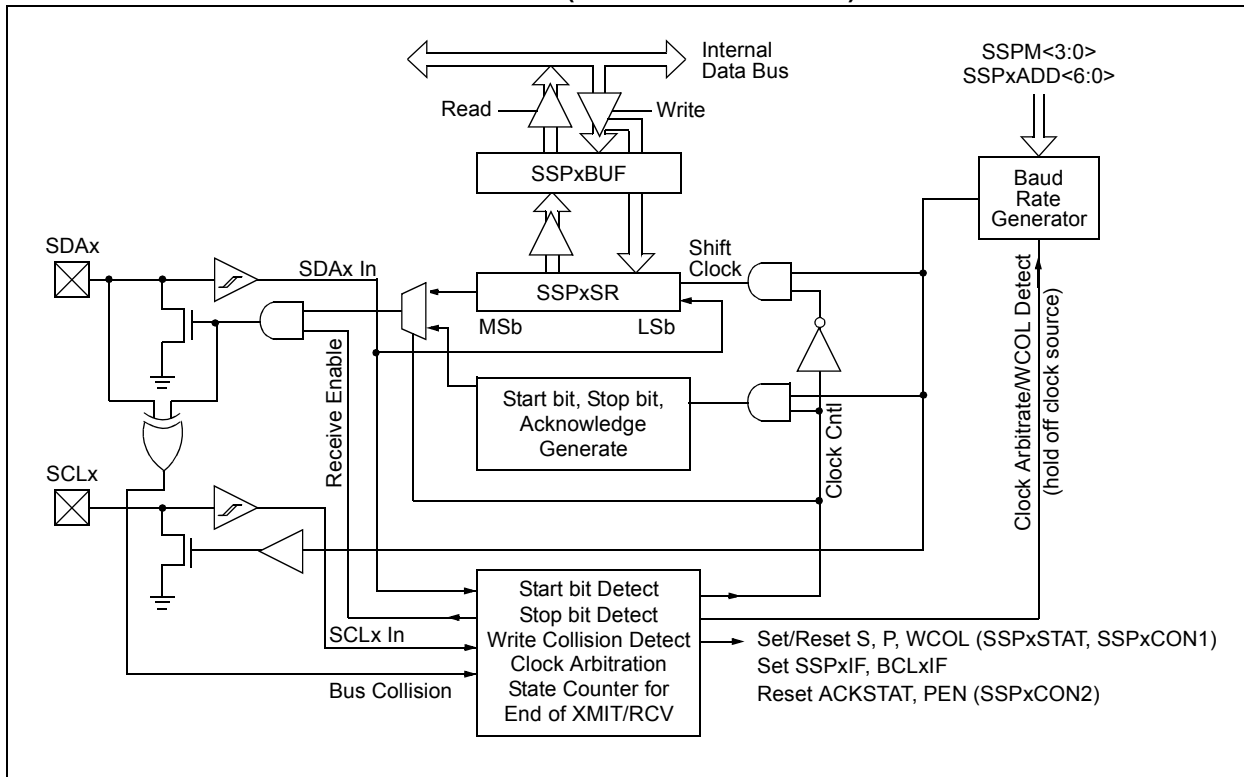 Internal
Data Bus
SSPM<3:0>
SSPxADD<6:0>
Read
Write
SSPxBUF
Baud
Rate
Generator
SDAx
SDAx In
Shift
Clock
SSPxSR
MSb
LSb
Receive Enable
Start bit, Stop bit,
Acknowledge
Generate
Clock Cntl
Clock Arbitrate/WCOL Detect
(hold off clock source)
SCLx
SCLx In
Bus Collision
Start bit Detect
Stop bit Detect
Write Collision Detect
Clock Arbitration
State Counter for
End of XMIT/RCV
Set/Reset S, P, WCOL (SSPxSTAT, SSPxCON1)
Set SSPxIF, BCLxIF
Reset ACKSTAT, PEN (SSPxCON2)